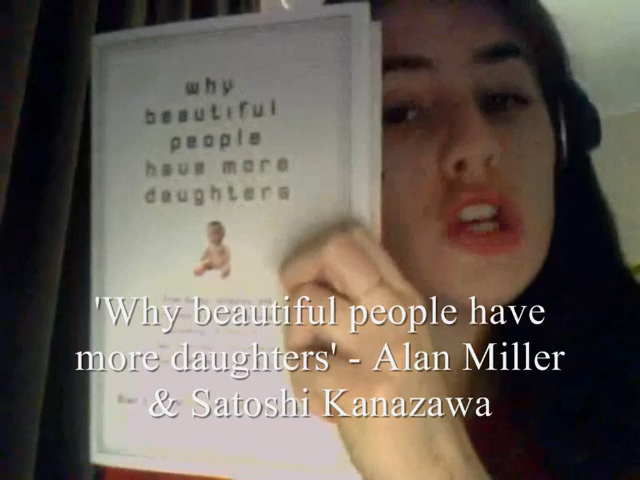 why
beautiful
people
have more
daughters
'Why beautiful people have
more daughters' - Alan Miller
& Satoshi Kanazawa